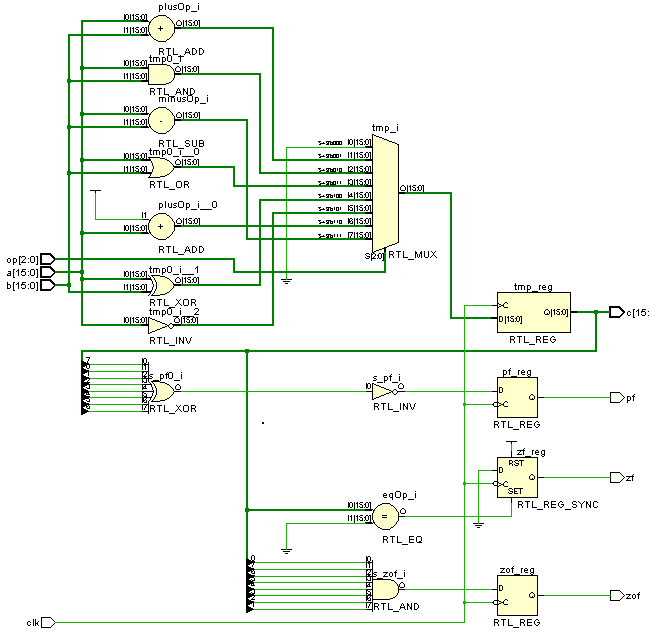 plusOp_i
I0[15:0]
I1[15:0]
+
O[15:0]
RTL_ADD
tmp0_i
I0[15:0]
I1[15:0]
O[15:0]
RTL_AND
minusOp_i
I0[15:0]
I1[15:0]
-
O[15:0]
RTL_SUB
tmp0_i__0
I0[15:0]
I1[15:0]
O[15:0]
RTL_OR
plusOp_i__0
I1
I0[15:0]
+
O[15:0]
RTL_ADD
op[2:0]
a[15:0]
b[15:0]
tmp0_i__1
I0[15:0]
I1[15:0]
O[15:0]
RTL_XOR
tmp0_i__2
I0[15:0]
O[15:0]
RTL_INV
tmp_i
I0[15:0]
I1[15:0]
I2[15:0]
I3[15:0]
I4[15:0]
I5[15:0]
I6[15:0]
I7[15:0]
O[15:0]
S[2:0]
RTL_MUX
tmp_reg
C
D[15:0]
Q[15:0]
RTL_REG
c[15:
s_pf0_i
RTL_XOR
s_pf_i
I0
O
RTL_INV
pf_reg
D
C
Q
RTL_REG
pf
zf_reg
RST
D
C
Q
SET
RTL_REG_SYNC
zf
eqOp_i
I0[15:0]
I1[15:0]
=
O
RTL_EQ
s_zof_i
RTL_AND
zof_reg
D
C
Q
RTL_REG
zof
clk